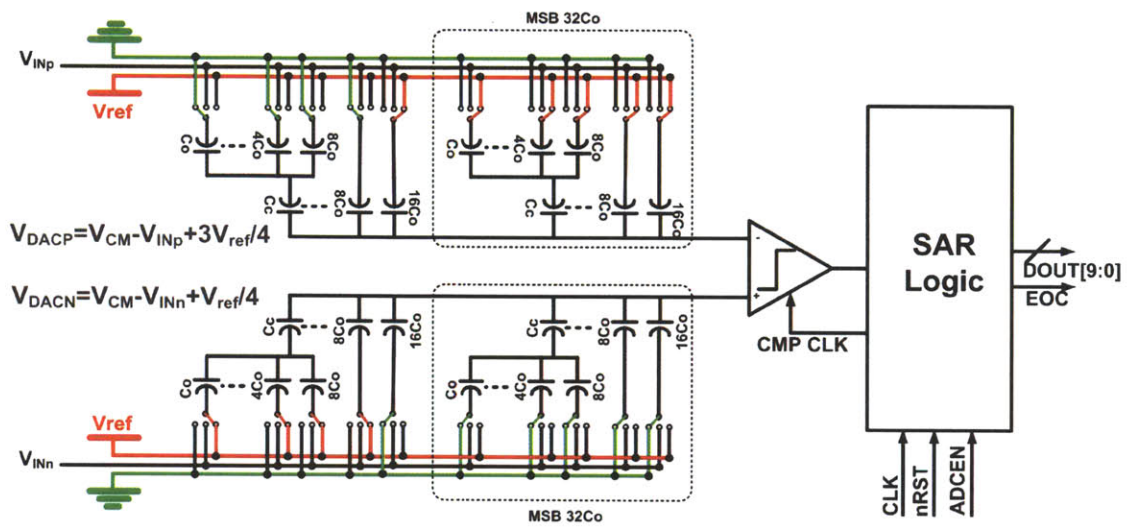 MSB 32Co
VINp
Vref
Co
4Co
8Co
Co
4Co
8Co
Cc
8Co
16Co
Cc
8Co
16Co
VDACP=VCM-VINp+3Vref/4
-
SAR
Logic
DOUT[9:0]
EOC
VDACN=VCM-VINn+Vref/4
+
CMP CLK
Cc
8Co
16Co
Cc
8Co
16Co
Co
4Co
8Co
Co
4Co
8Co
Vref
VINn
CLK
nRST
ADCEN
MSB 32Co